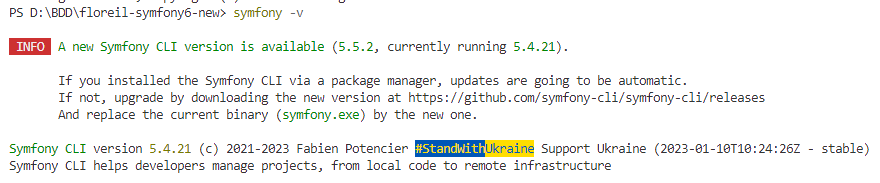 PS D:\BDD\floreil-symfony6-new> symfony -v
INFO A new Symfony CLI version is available (5.5.2, currently running 5.4.21).
If you installed the Symfony CLI via a package manager, updates are going to be automatic.
If not, upgrade by downloading the new version at https://github.com/symfony-cli/symfony-cli/releases
And replace the current binary (symfony.exe) by the new one.
Symfony CLI version 5.4.21 (c) 2021-2023 Fabien Potencier #StandWithUkraine Support Ukraine (2023-01-10T10:24:26Z - stable)
Symfony CLI helps developers manage projects, from local code to remote infrastructure